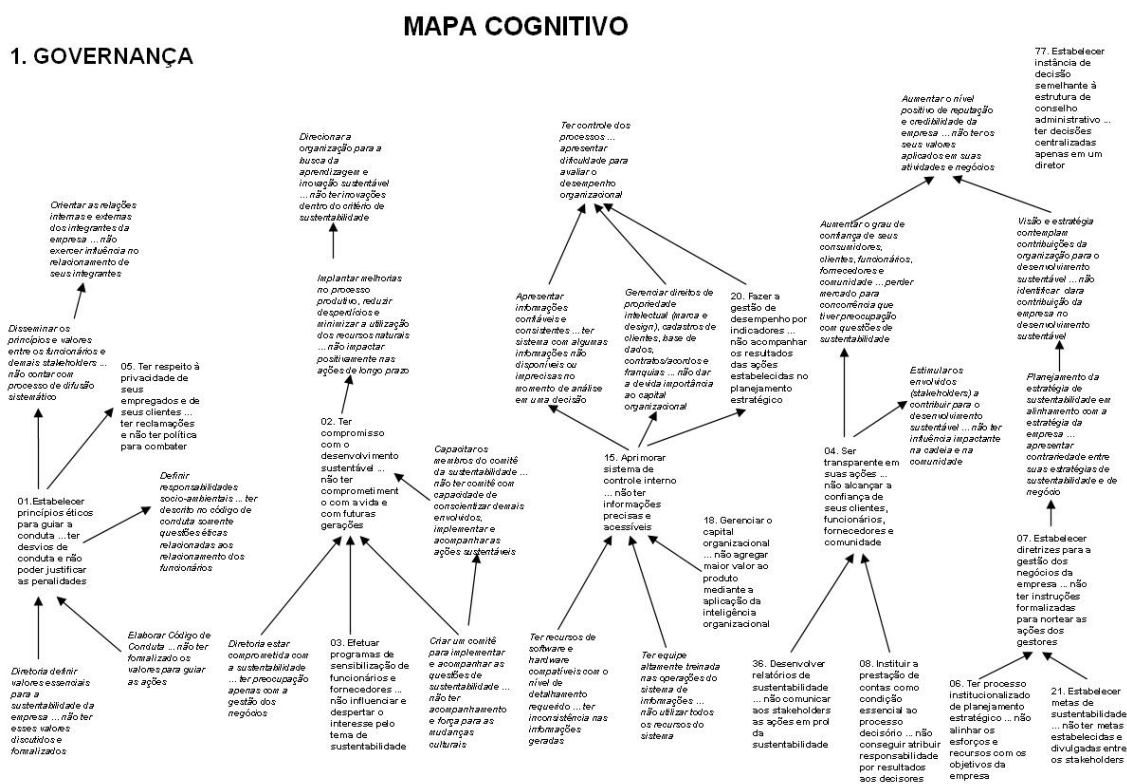 MAPA COGNITIVO
1. GOVERNANÇA
77. Estabelecer
instância de
decisão
semelhante à
estrutura de
conselho
administrativo ...
ter decisões
centralizadas
apenas em um
diretor
Aumentar o nível
positivo de reputação
e credibilidade da
empresa ... não ter os
seus valores
aplicados em suas
atividades e negócios
Ter controle dos
processos ...
apresentar
dificuldade para
avaliar o
desempenho
organizacional
Direcionar a
organização para a
busca da
aprendizagem e
inovação sustentável
... não ter inovações
dentro do critério de
sustentabilidade
Orientar as relações
internas e externas
dos integrantes da
empresa ... não
exercer influência no
relacionamento de
seus integrantes
Aumentar o grau de
confiança de seus
consumidores,
clientes, funcionários,
fornecedores e
comunidade ... perder
mercado para
concorrência que
tiver preocupação
com questões de
sustentabilidade
Visão e estratégia
contemplam
contribuições da
organização para o
desenvolvimento
sustentável ... não
identificar clara
contribuição da
empresa no
desenvolvimento
sustentável
Implantar melhorias
no processo
produtivo, reduzir
desperdícios e
minimizar a utilização
dos recursos naturais
... não impactar
positivamente nas
ações de longo prazo
Apresentar
informações
confiáveis e
consistentes ... ter
sistema com algumas
informações não
disponíveis ou
imprecisas no
momento de análise
em uma decisão
Gerenciar direitos de
propriedade
intelectual (marca e
design), cadastros de
clientes, base de
dados,
contratos/acordos e
franquias ... não dar
a devida importância
ao capital
organizacional
20. Fazer a
gestão de
desempenho por
indicadores ...
não acompanhar
os resultados
das ações
estabelecidas no
planejamento
estratégico
Disseminar os
princípios e valores
entre os funcionários e
demais stakeholders ...
não contar com
processo de difusão
sistemático
05. Ter respeito à
privacidade de
seus
empregados e de
seus clientes ...
ter reclamações
e não ter política
para combater
Estimular os
envolvidos
(stakeholders) a
contribuir para o
desenvolvimento
sustentável ... não ter
influência impactante
na cadeia e na
comunidade
Planejamento da
estratégia de
sustentabilidade em
alinhamento com a
estratégia da
empresa ...
apresentar
contrariedade entre
suas estratégias de
sustentabilidade e de
negócio
02. Ter
compromisso
com o
desenvolvimento
sustentável ...
não ter
comprometiment
o com a vida e
com futuras
gerações
Capacitar os
membros do comitê
da sustentabilidade ...
não ter comitê com
capacidade de
conscientizar demais
envolvidos,
implementar e
acompanhar as
ações sustentáveis
15. Aprimorar
sistema de
controle interno
... não ter
informações
precisas e
acessíveis
04. Ser
transparente em
suas ações ...
não alcançar a
confiança de
seus clientes,
funcionários,
fornecedores e
comunidade
Definir
responsabilidades
socio-ambientais ... ter
descrito no código de
conduta somente
questões éticas
relacionadas aos
relacionamento dos
funcionários
01.Estabelecer
princípios éticos
para guiar a
conduta ...ter
desvios de
conduta e não
poder justificar
as penalidades
18. Gerenciar o
capital
organizacional
... não agregar
maior valor ao
produto
mediante a
aplicação da
inteligência
organizacional
07. Estabelecer
diretrizes para a
gestão dos
negócios da
empresa ... não
ter instruções
formalizadas
para nortear as
ações dos
gestores
Diretoria definir
valores essenciais
para a
sustentabilidade da
empresa ... não ter
esses valores
discutidos e
formalizados
Elaborar Código de
Conduta ... não ter
formalizado os
valores para guiar
as ações
Diretoria estar
comprometida com
a sustentabilidade
... ter preocupação
apenas com a
gestão dos
negócios
03. Efetuar
programas de
sensibilização de
funcionários e
fornecedores ...
não influenciar e
despertar o
interesse pelo
tema de
sustentabilidade
Criar um comitê
para implementar
e acompanhar as
questões de
sustentabilidade ...
não ter
acompanhamento
e força para as
mudanças
culturais
Ter recursos de
software e
hardware
compatíveis com o
nível de
detalhamento
requerido ... ter
inconsistência nas
informações
geradas
Ter equipe
altamente treinada
nas operações do
sistema de
informações ...
não utilizar todos
os recursos do
sistema
36. Desenvolver
relatórios de
sustentabilidade
... não comunicar
aos stakeholders
as ações em prol
da
sustentabilidade
08. Instituir a
prestação de
contas como
condição
essencial ao
processo
decisório ... não
conseguir atribuir
responsabilidade
por resultados
aos decisores
06. Ter processo
institucionalizado
de planejamento
estratégico ... não
alinhar os
esforços e
recursos com os
objetivos da
empresa
21. Estabelecer
metas de
sustentabilidade
... não ter metas
estabelecidas e
divulgadas entre
os stakeholders